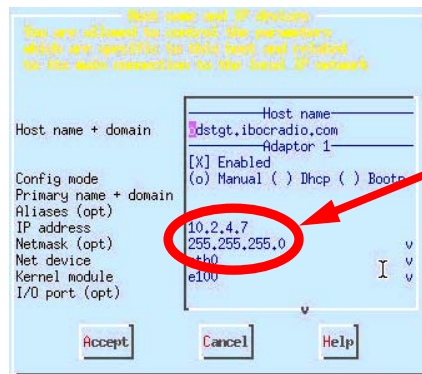 Host name and IP devices
You are allowed to control the parameters
which are specific to this host and related
to its main connection to the local IP network
Host name
Host name + domain odstgt.ibocradio.com
Adaptor 1
[X] Enabled
Config mode (o) Manual ( ) Dhcp ( ) Bootp
Primary name + domain
Aliases (opt)
IP address 10.2.4.7
Netmask (opt) 255.255.255.0 v
Net device eth0 v
Kernel module e100 v
I/O port (opt)
v
Accept Cancel Help